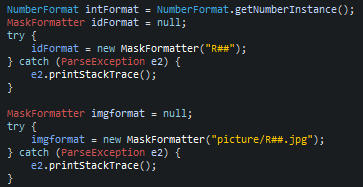 NumberFormat intFormat = NumberFormat.getNumberInstance();
MaskFormatter idFormat = null;
try {
    idFormat = new MaskFormatter("R##");
} catch (ParseException e2) {
    e2.printStackTrace();
}

MaskFormatter imgformat = null;
try {
    imgformat = new MaskFormatter("picture/R##.jpg");
} catch (ParseException e2) {
    e2.printStackTrace();
}